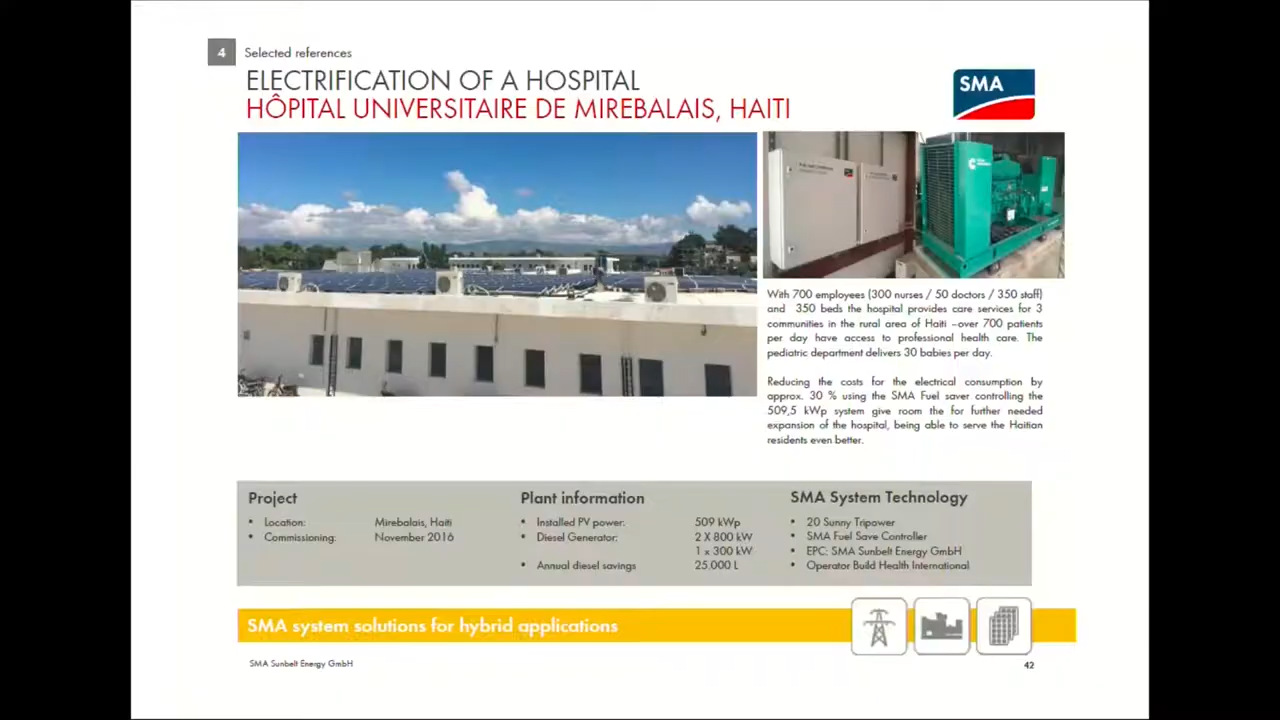 4 Selected references
ELECTRIFICATION OF A HOSPITAL
HÔPITAL UNIVERSITAIRE DE MIREBALAIS, HAITI
SMA
With 700 employees (300 nurses / 50 doctors / 350 staff)
and 350 beds the hospital provides care services for 3
communities in the rural area of Haiti –over 700 patients
per day have access to professional health care. The
pediatric department delivers 30 babies per day.
Reducing the costs for the electrical consumption by
approx. 30 % using the SMA Fuel saver controlling the
509,5 kWp system give room the for further needed
expansion of the hospital, being able to serve the Haitian
residents even better.
Project
• Location: Mirebalais, Haiti
• Commissioning: November 2016
Plant information
• Installed PV power: 509 kWp
• Diesel Generator: 2 X 800 kW
1 x 300 kW
• Annual diesel savings 25.000 L
SMA System Technology
• 20 Sunny Tripower
• SMA Fuel Save Controller
• EPC: SMA Sunbelt Energy GmbH
• Operator Build Health International
SMA system solutions for hybrid applications
SMA Sunbelt Energy GmbH
42